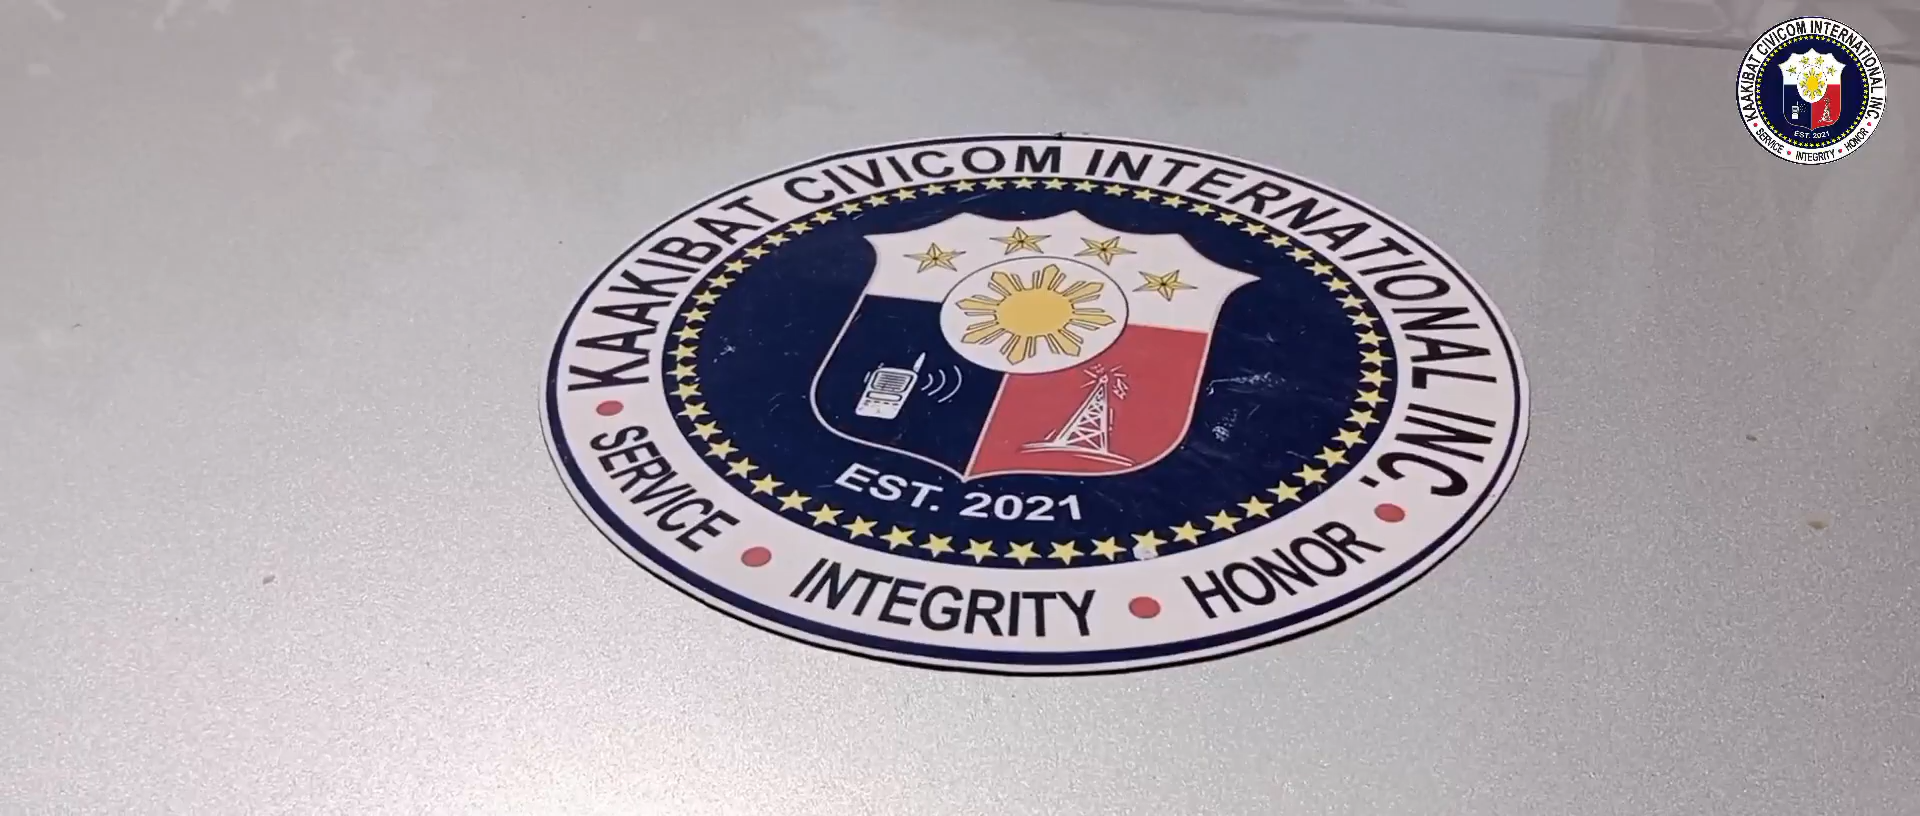 KAAKIBAT CIVICOM INTERNATIONAL INC.
EST. 2021
• SERVICE • INTEGRITY • HONOR •
KAAKIBAT CIVICOM INTERNATIONAL INC.
EST. 2021
• SERVICE • INTEGRITY • HONOR •